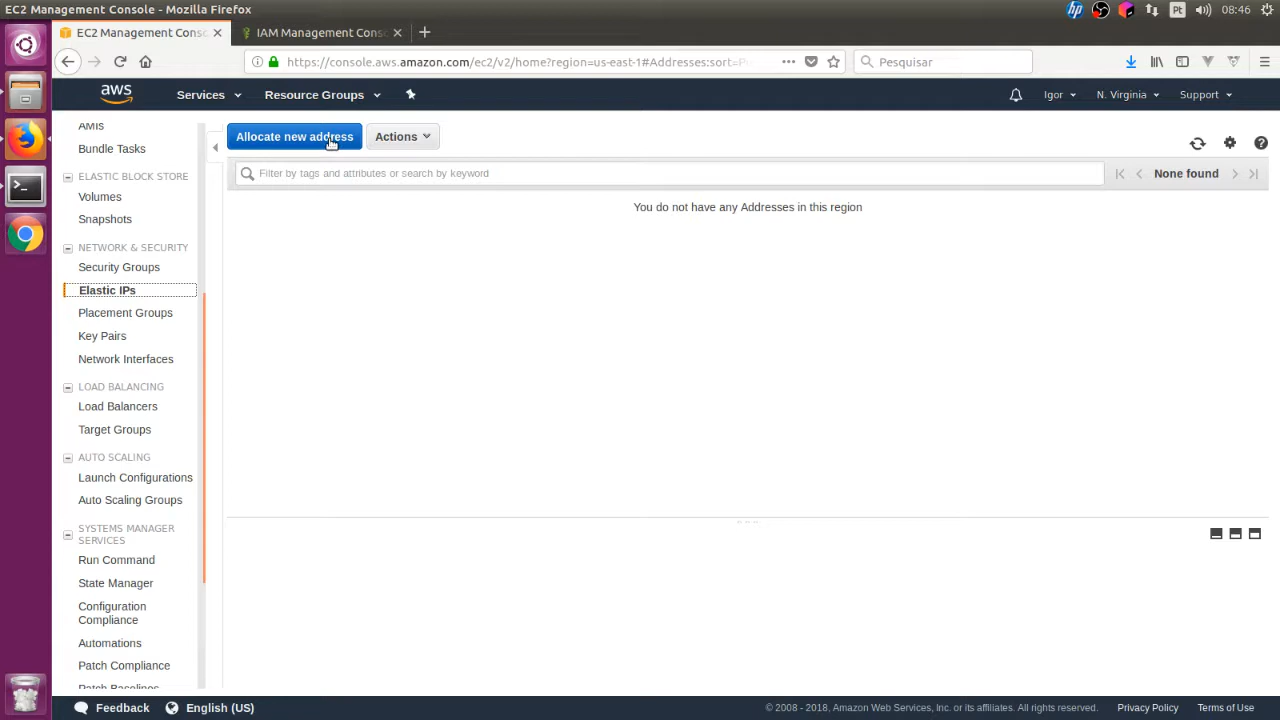 EC2 Management Console - Mozilla Firefox
Pt
08:46
EC2 Management Conso
IAM Management Conso
https://console.aws.amazon.com/ec2/v2/home?region=us-east-1#Addresses:sort=P
Pesquisar
aws
Services
Resource Groups
Igor
N. Virginia
Support
AMIs
Bundle Tasks
ELASTIC BLOCK STORE
Volumes
Snapshots
NETWORK & SECURITY
Security Groups
Elastic IPs
Placement Groups
Key Pairs
Network Interfaces
LOAD BALANCING
Load Balancers
Target Groups
AUTO SCALING
Launch Configurations
Auto Scaling Groups
SYSTEMS MANAGER
SERVICES
Run Command
State Manager
Configuration
Compliance
Automations
Patch Compliance
Patch Baselines
Allocate new address
Actions
Filter by tags and attributes or search by keyword
None found
You do not have any Addresses in this region
Feedback
English (US)
© 2008 - 2018, Amazon Web Services, Inc. or its affiliates. All rights reserved.
Privacy Policy
Terms of Use